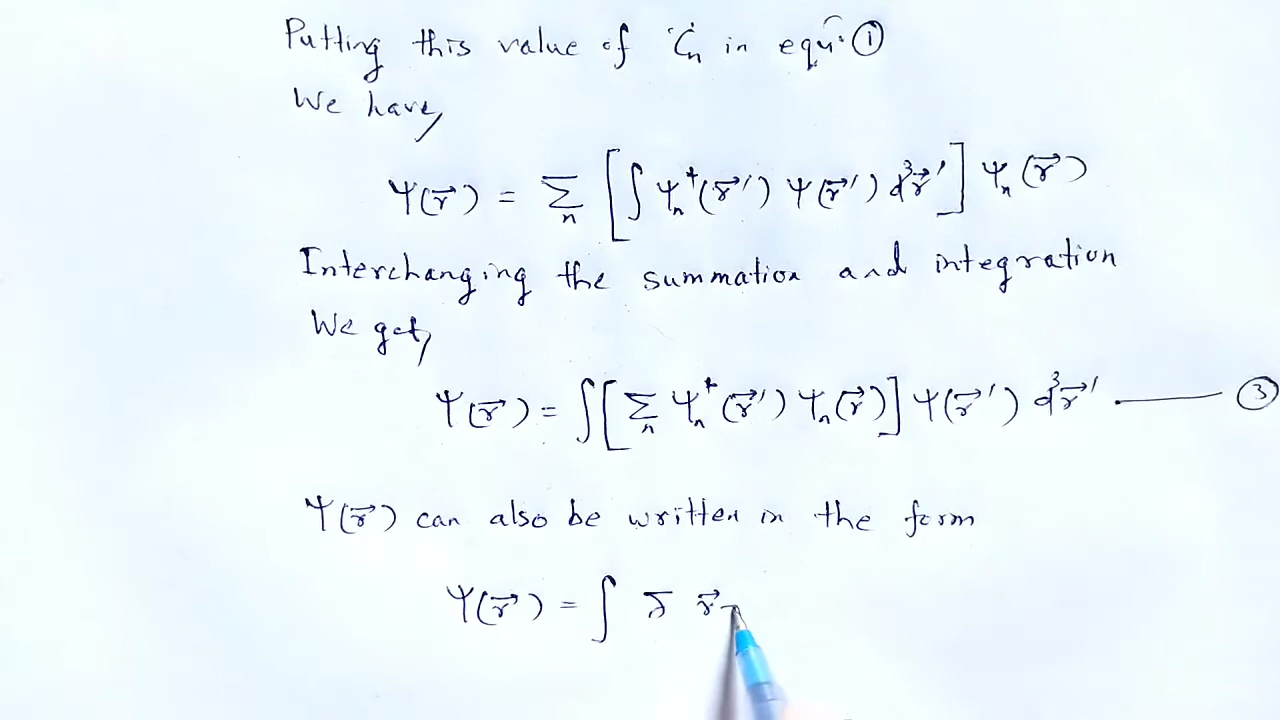 Putting this value of 'Cₙ' in equⁿ. ①
We have,
Ψ(r⃗) = Σₙ [∫ Ψₙ⁺(r⃗′) Ψ(r⃗′) d³r⃗′] Ψₙ(r⃗)
Interchanging the summation and integration
We get,
Ψ(r⃗) = ∫[Σₙ Ψₙ⁺(r⃗′) Ψₙ(r⃗)] Ψ(r⃗′) d³r⃗′ —— ③
Ψ(r⃗) can also be written in the form
Ψ(r⃗) = ∫ δ r⃗ -